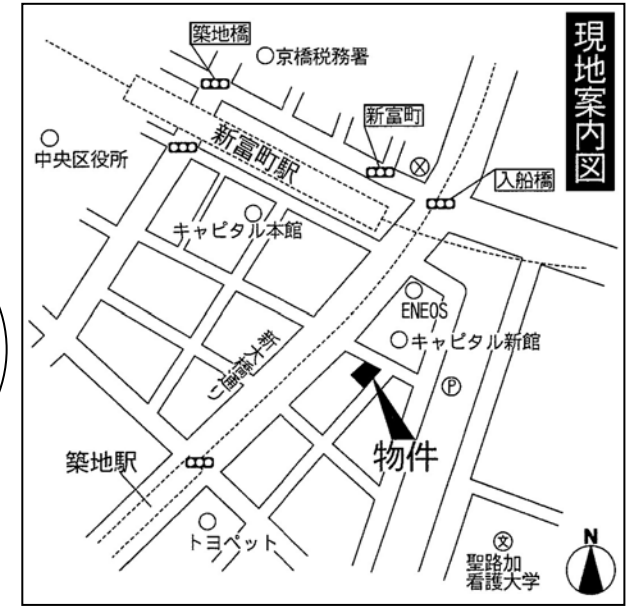 現地案内図
築地橋
京橋税務署
新富町
中央区役所
新富町駅
入船橋
キャピタル本館
ENEOS
キャピタル新館
新大橋通り
P
物件
築地駅
トヨペット
文
聖路加
看護大学
N